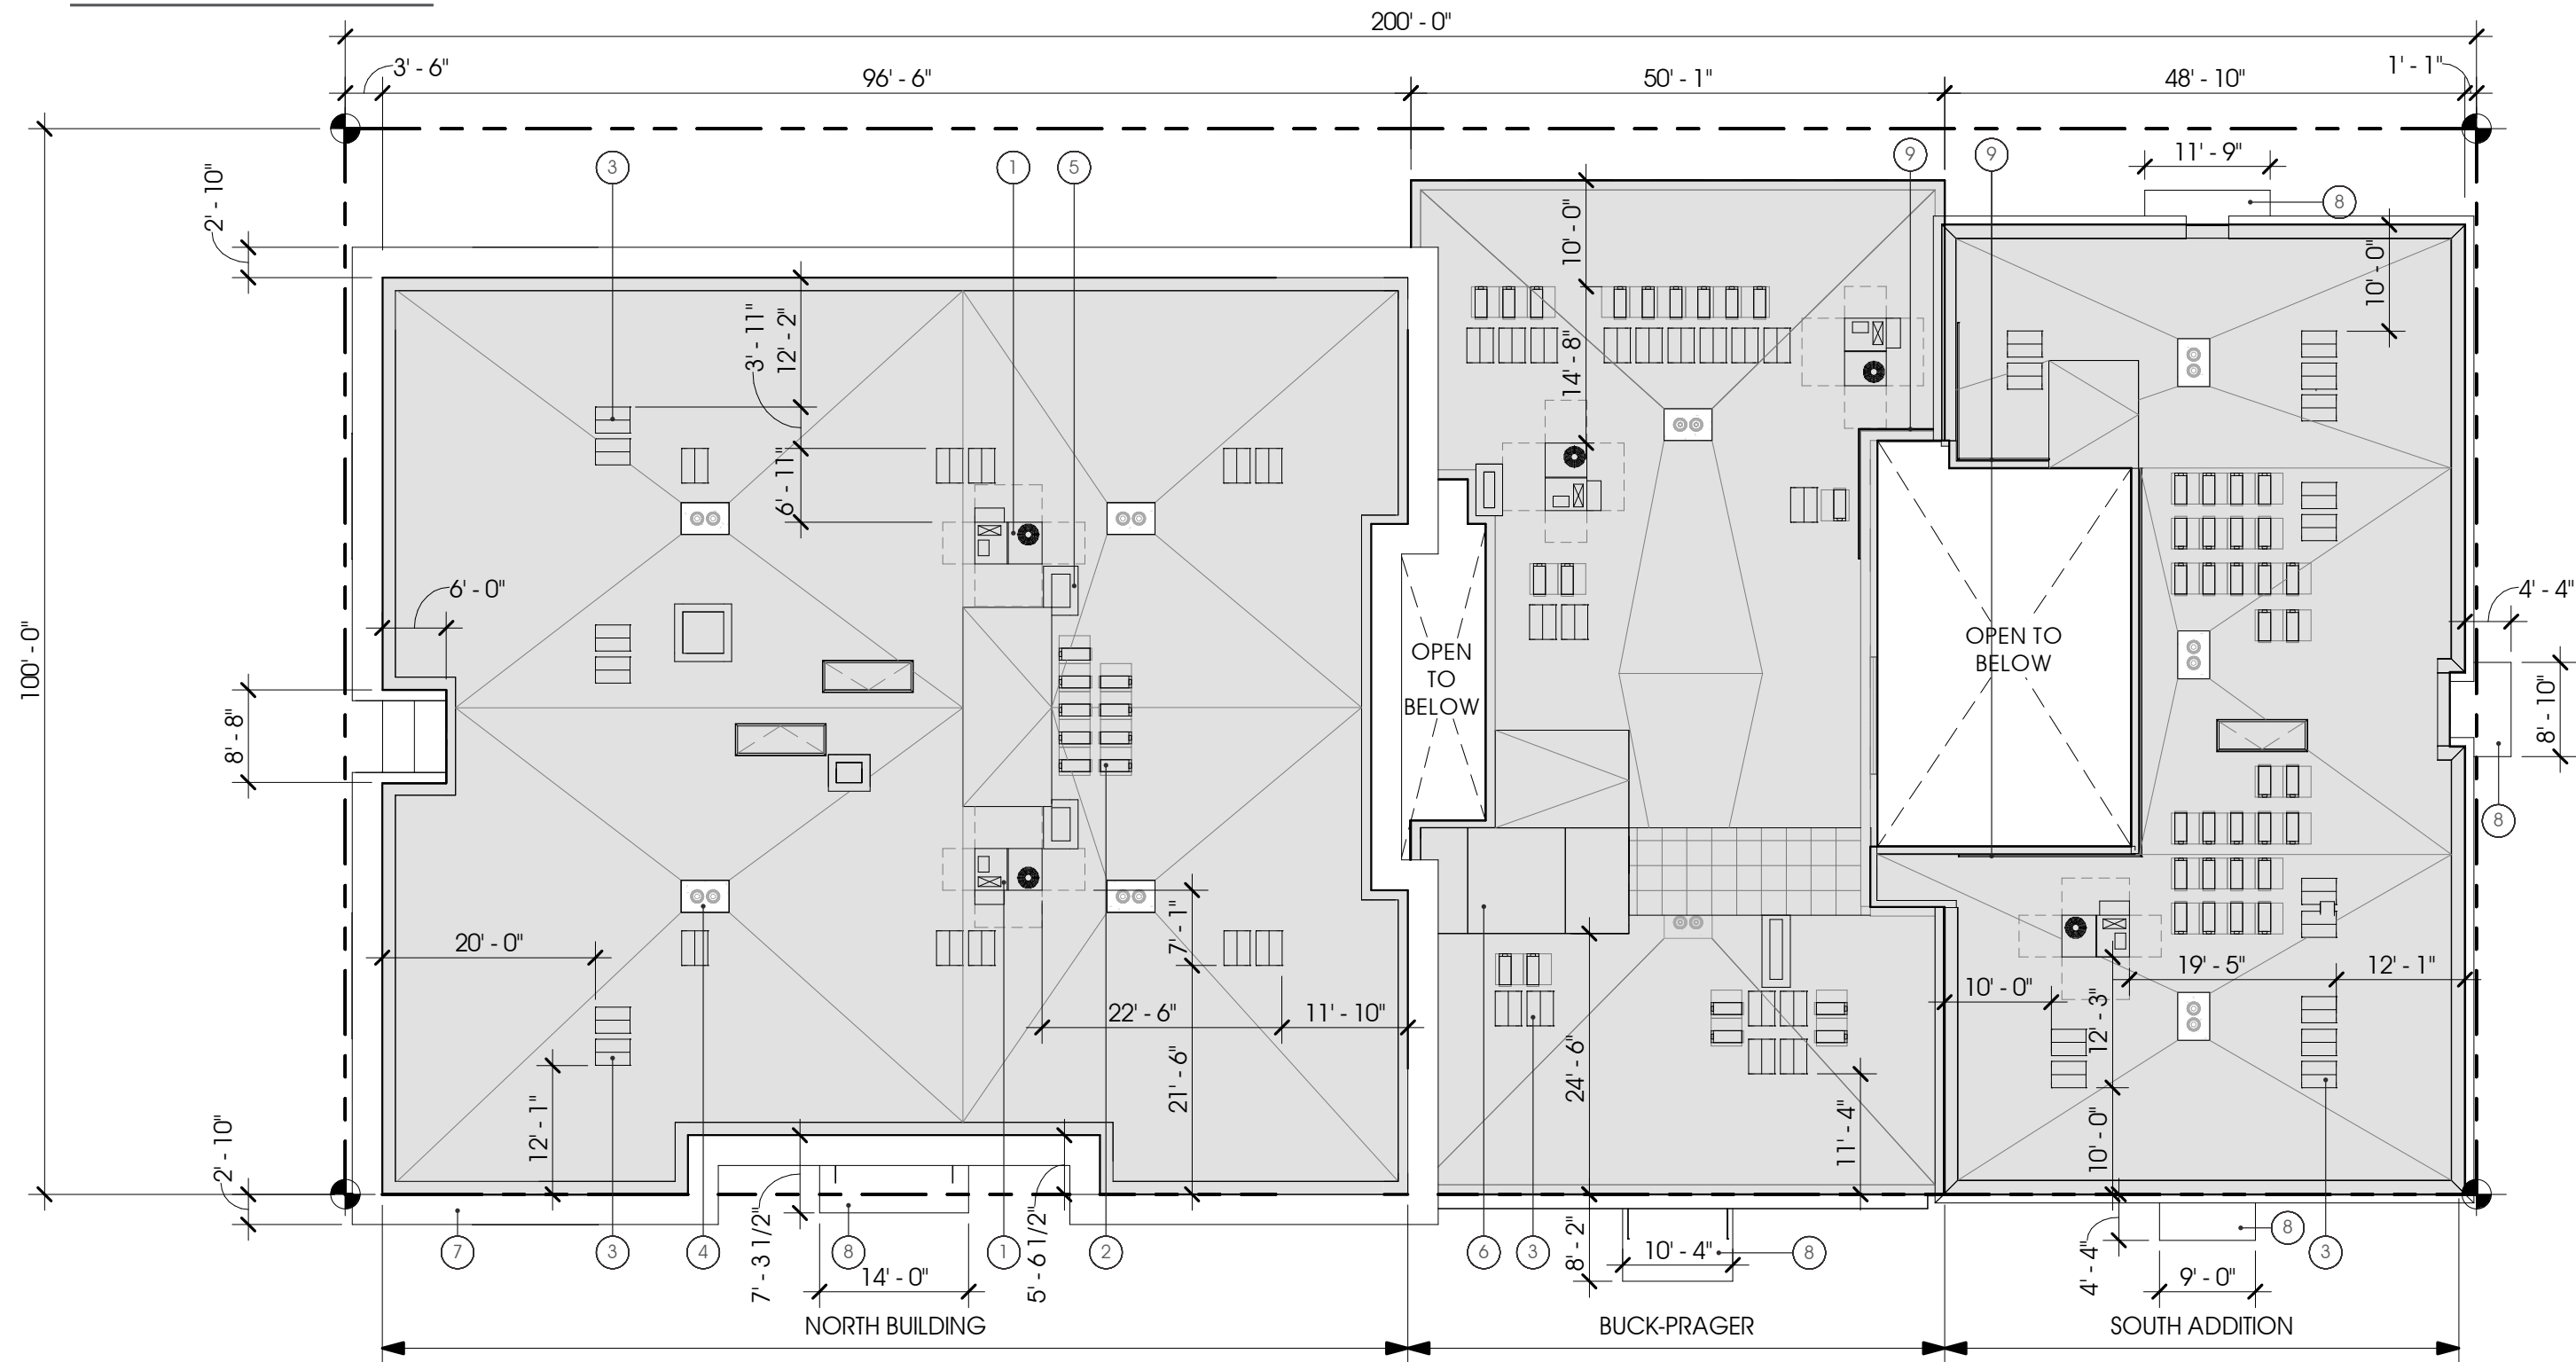 200' - 0"
3' - 6"
96' - 6"
50' - 1"
48' - 10"
1' - 1"
3
1
5
9
9
11' - 9"
8
2' - 10"
10' - 0"
10' - 0"
3' - 11"
12' - 2"
14' - 8"
6' - 11"
6' - 0"
4' - 4"
100' - 0"
OPEN
TO
BELOW
OPEN TO
BELOW
8' - 8"
8' - 10"
8
20' - 0"
7' - 1"
19' - 5"
12' - 1"
10' - 0"
22' - 6"
11' - 10"
12' - 3"
21' - 6"
24' - 6"
12' - 1"
11' - 4"
10' - 0"
2' - 10"
7
3
4
7' - 3 1/2"
8
1
5' - 6 1/2"
2
6
3
8' - 2"
10' - 4"
8
4' - 4"
8
3
14' - 0"
9' - 0"
NORTH BUILDING
BUCK-PRAGER
SOUTH ADDITION